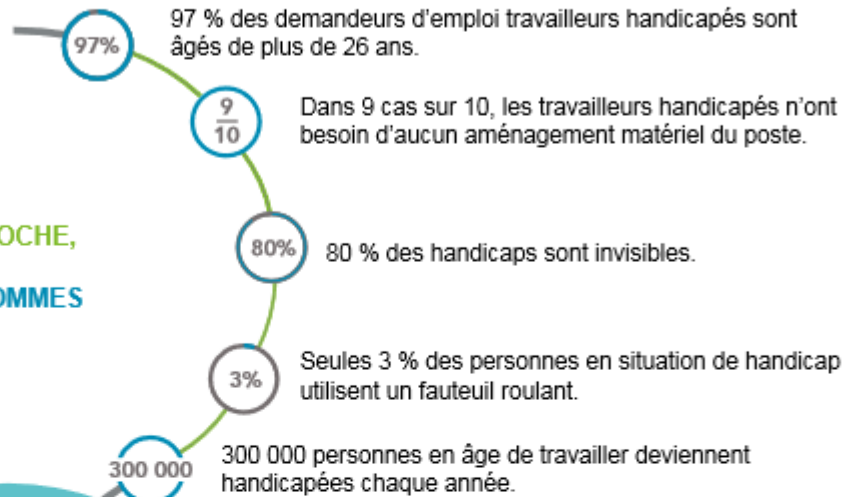 97%
97 % des demandeurs d'emploi travailleurs handicapés sont
âgés de plus de 26 ans.
9
10
Dans 9 cas sur 10, les travailleurs handicapés n'ont
besoin d'aucun aménagement matériel du poste.
OCHE,
OMMES
80%
80 % des handicaps sont invisibles.
3%
Seules 3 % des personnes en situation de handicap
utilisent un fauteuil roulant.
300 000
300 000 personnes en âge de travailler deviennent
handicapées chaque année.